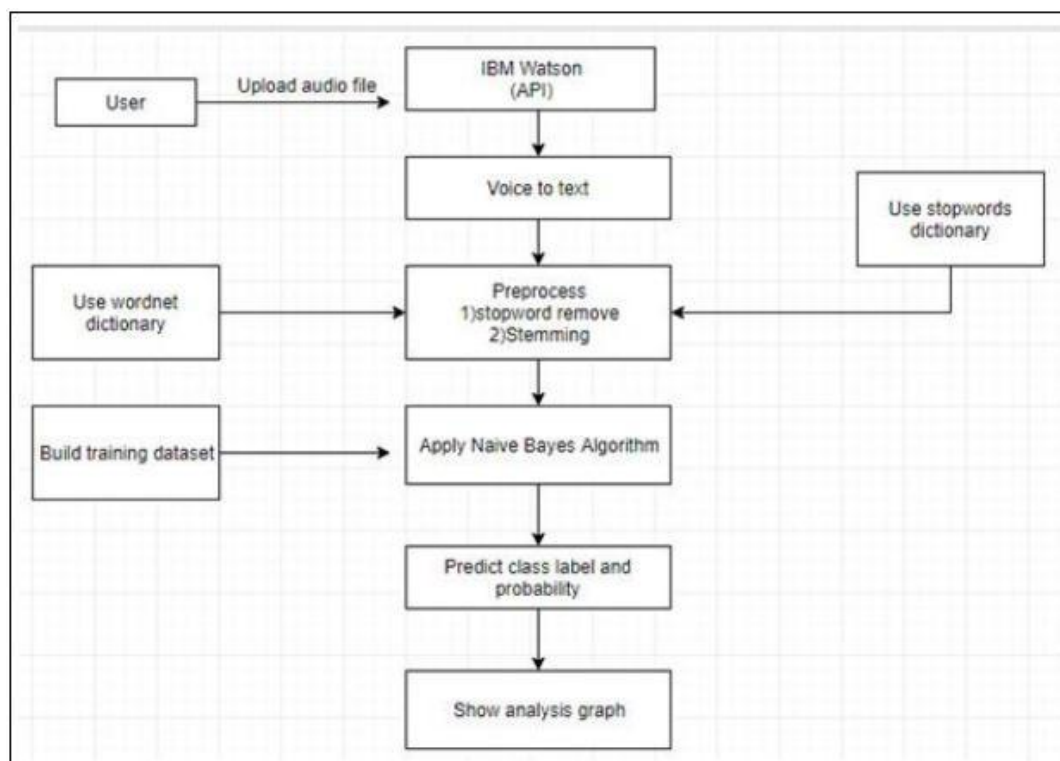 IBM Watson
(API)
Upload audio file
User
Voice to text
Use stopwords
dictionary
Use wordnet
dictionary
Preprocess
1)stopword remove
2)Stemming
Build training dataset
Apply Naive Bayes Algorithm
Predict class label and
probability
Show analysis graph